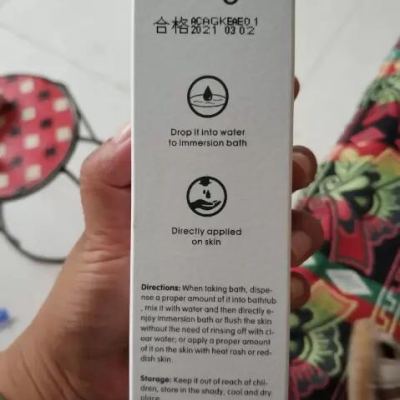 合格 ACAGKEAE01
2021 03 02
Drop it into water
to immersion bath
Directly applied
on skin
Directions: When taking bath, dispe-
nse a proper amount of it into bathtub
, mix it with water and then directly e-
njoy immersion bath or flush the skin
without the need of rinsing off with cl-
ear water; or apply a proper amount
of it on the skin with heat rash or red-
dish skin.
Storage: Keep it out of reach of chil-
dren, store in the shady, cool and dry
place.